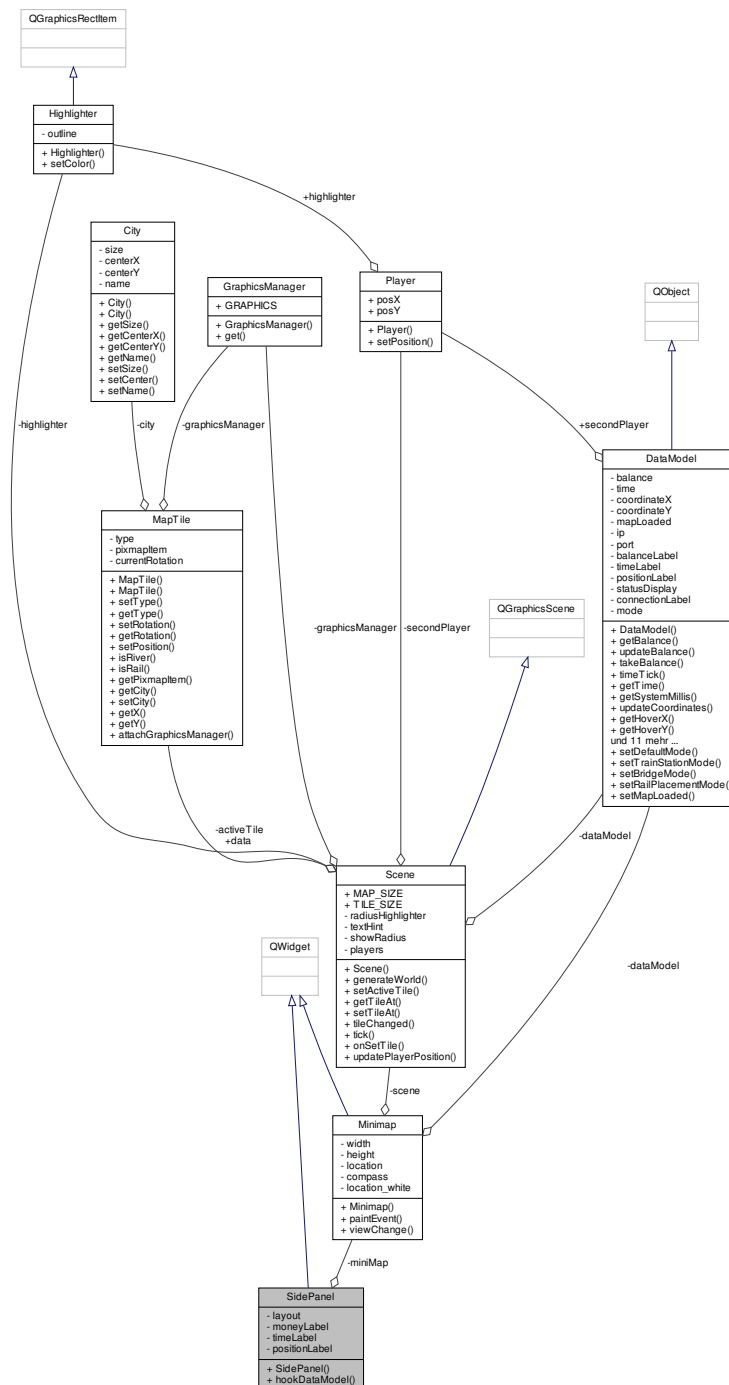 QGraphicsRectItem
Highlighter
- outline
+ Highlighter()
+ setColor()
+highlighter
City
- size
- centerX
- centerY
- name
+ City()
+ City()
+ getSize()
+ getCenterX()
+ getCenterY()
+ getName()
+ setSize()
+ setCenter()
+ setName()
GraphicsManager
+ GRAPHICS
+ GraphicsManager()
+ get()
Player
+ posX
+ posY
+ Player()
+ setPosition()
QObject
-highlighter
-city
-graphicsManager
+secondPlayer
DataModel
- balance
- time
- coordinateX
- coordinateY
- mapLoaded
- ip
- port
- balanceLabel
- timeLabel
- positionLabel
- statusDisplay
- connectionLabel
- mode
+ DataModel()
+ getBalance()
+ updateBalance()
+ takeBalance()
+ timeTick()
+ getTime()
+ getSystemMillis()
+ updateCoordinates()
+ getHoverX()
+ getHoverY()
und 11 mehr ...
+ setDefaultMode()
+ setTrainStationMode()
+ setBridgeMode()
+ setRailPlacementMode()
+ setMapLoaded()
MapTile
- type
- pixmapItem
- currentRotation
+ MapTile()
+ MapTile()
+ setType()
+ getType()
+ setRotation()
+ getRotation()
+ setPosition()
+ isRiver()
+ isRail()
+ getPixmapItem()
+ getCity()
+ setCity()
+ getX()
+ getY()
+ attachGraphicsManager()
-graphicsManager
-secondPlayer
QGraphicsScene
-activeTile
+data
-dataModel
Scene
+ MAP_SIZE
+ TILE_SIZE
- radiusHighlighter
- textHint
- showRadius
- players
+ Scene()
+ generateWorld()
+ setActiveTile()
+ getTileAt()
+ setTileAt()
+ tileChanged()
+ tick()
+ onSetTile()
+ updatePlayerPosition()
QWidget
-dataModel
-scene
Minimap
- width
- height
- location
- compass
- location_white
+ Minimap()
+ paintEvent()
+ viewChange()
-miniMap
SidePanel
- layout
- moneyLabel
- timeLabel
- positionLabel
+ SidePanel()
+ hookDataModel()